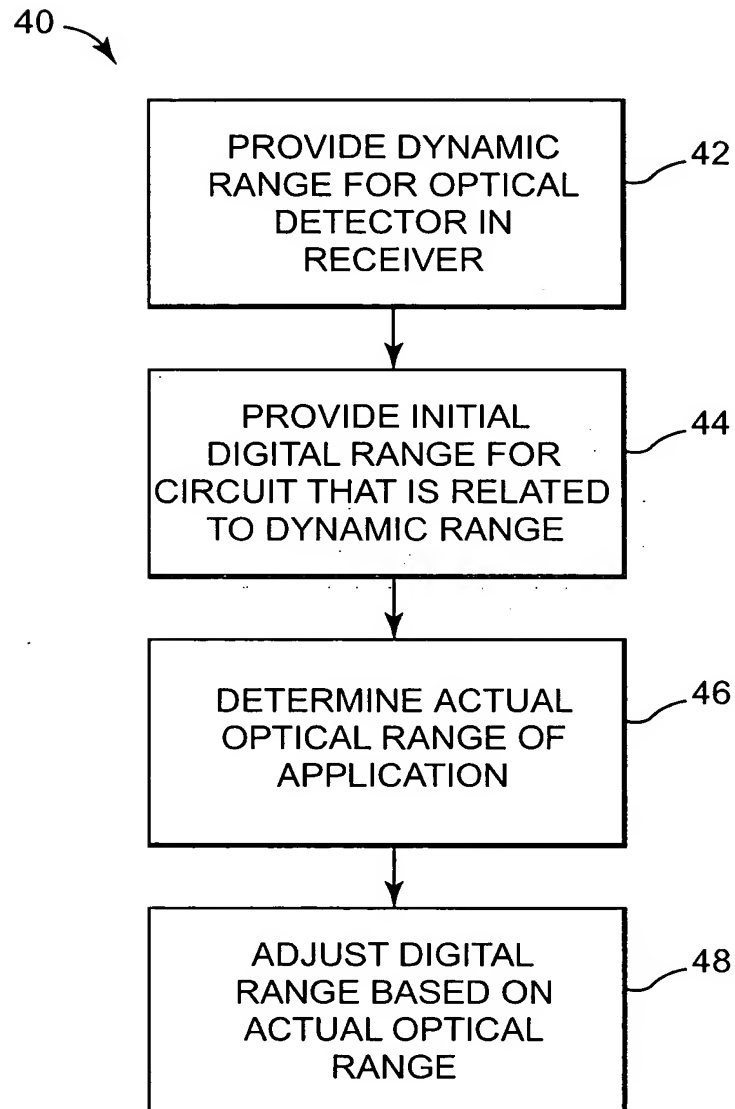 40
PROVIDE DYNAMIC
RANGE FOR OPTICAL
DETECTOR IN
RECEIVER
42
PROVIDE INITIAL
DIGITAL RANGE FOR
CIRCUIT THAT IS RELATED
TO DYNAMIC RANGE
44
DETERMINE ACTUAL
OPTICAL RANGE OF
APPLICATION
46
ADJUST DIGITAL
RANGE BASED ON
ACTUAL OPTICAL
RANGE
48